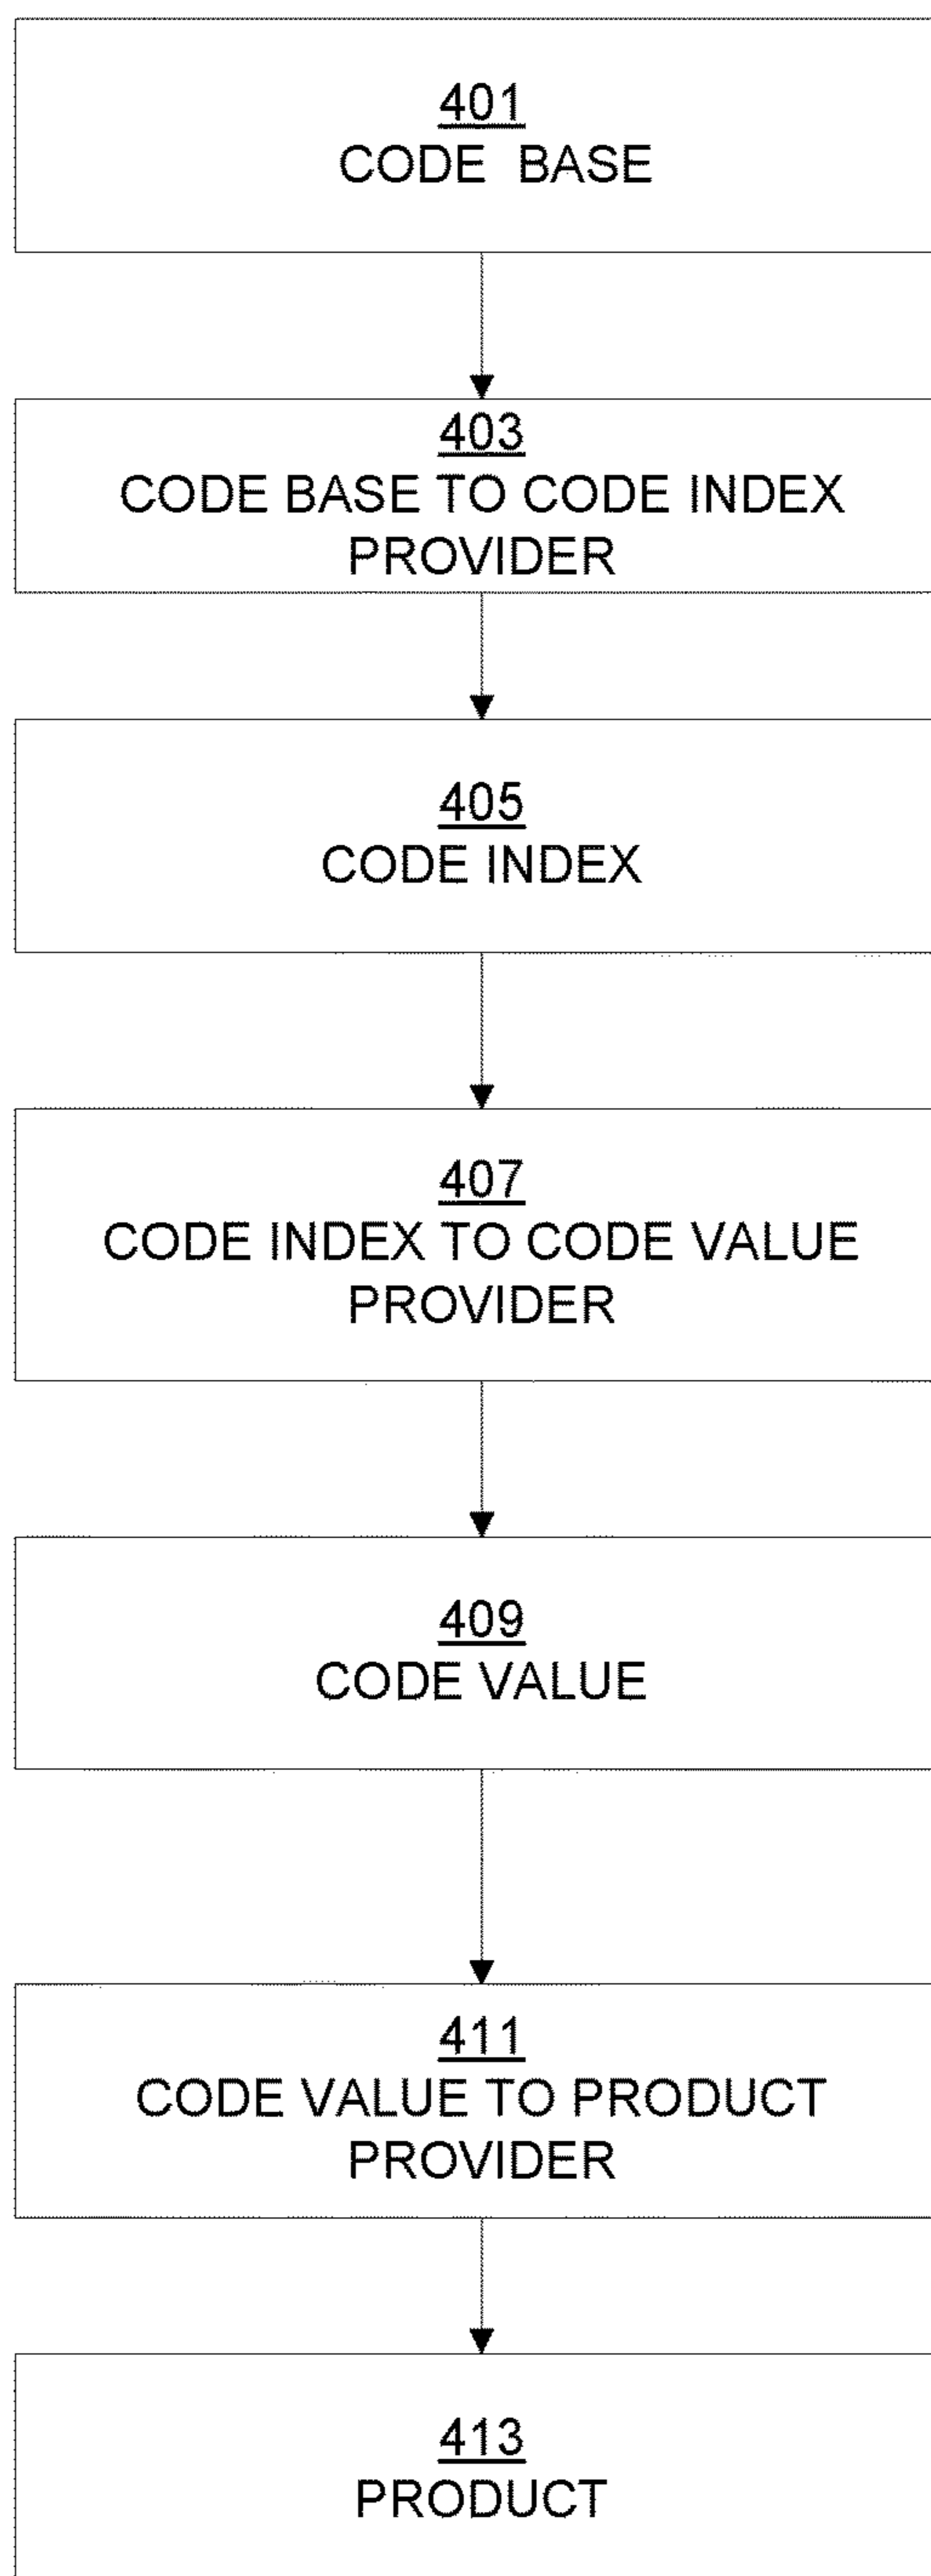 401
CODE BASE
403
CODE BASE TO CODE INDEX
PROVIDER
405
CODE INDEX
407
CODE INDEX TO CODE VALUE
PROVIDER
409
CODE VALUE
411
CODE VALUE TO PRODUCT
PROVIDER
413
PRODUCT